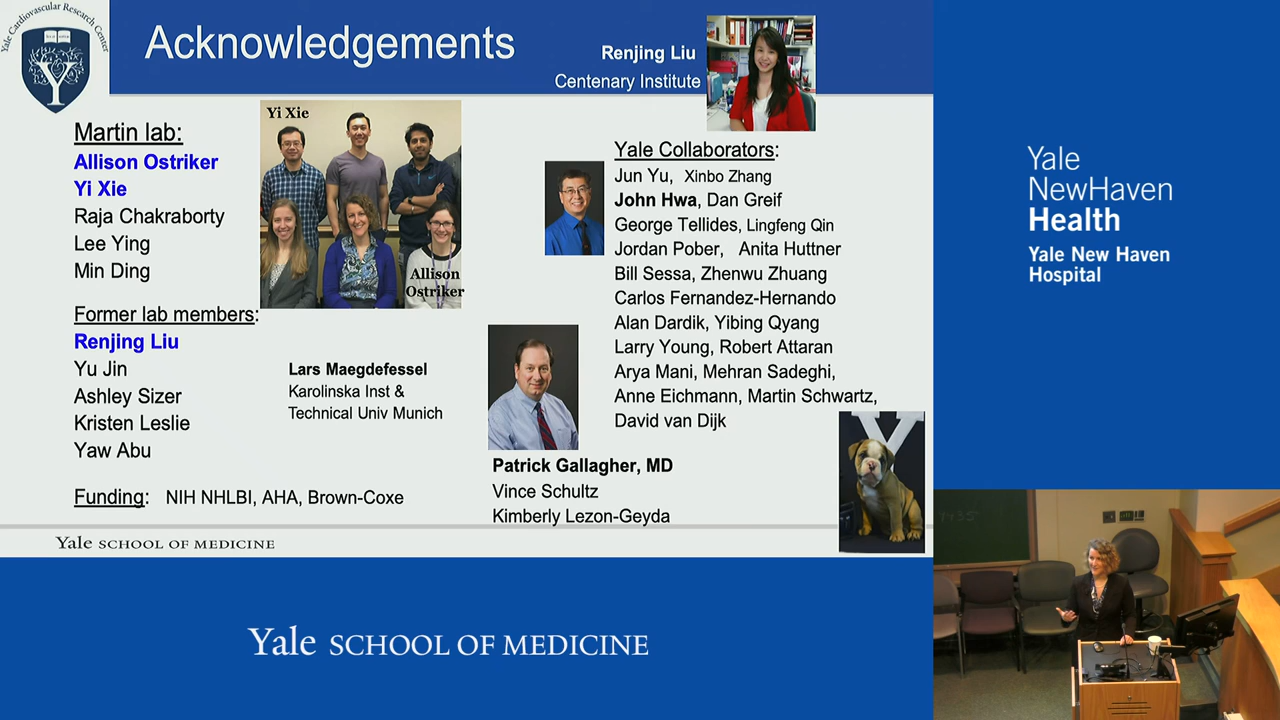 Yale Cardiovascular Research Center
Acknowledgements
Renjing Liu
Centenary Institute
Martin lab:
Allison Ostriker
Yi Xie
Raja Chakraborty
Lee Ying
Min Ding
Yi Xie
Allison
Ostriker
Former lab members:
Renjing Liu
Yu Jin
Ashley Sizer
Kristen Leslie
Yaw Abu
Lars Maegdefessel
Karolinska Inst &
Technical Univ Munich
Yale Collaborators:
Jun Yu, Xinbo Zhang
John Hwa, Dan Greif
George Tellides, Lingfeng Qin
Jordan Pober, Anita Huttner
Bill Sessa, Zhenwu Zhuang
Carlos Fernandez-Hernando
Alan Dardik, Yibing Qyang
Larry Young, Robert Attaran
Arya Mani, Mehran Sadeghi,
Anne Eichmann, Martin Schwartz,
David van Dijk
Patrick Gallagher, MD
Vince Schultz
Kimberly Lezon-Geyda
Funding: NIH NHLBI, AHA, Brown-Coxe
Yale SCHOOL OF MEDICINE
Yale SCHOOL OF MEDICINE
Yale
NewHaven
Health
Yale New Haven
Hospital